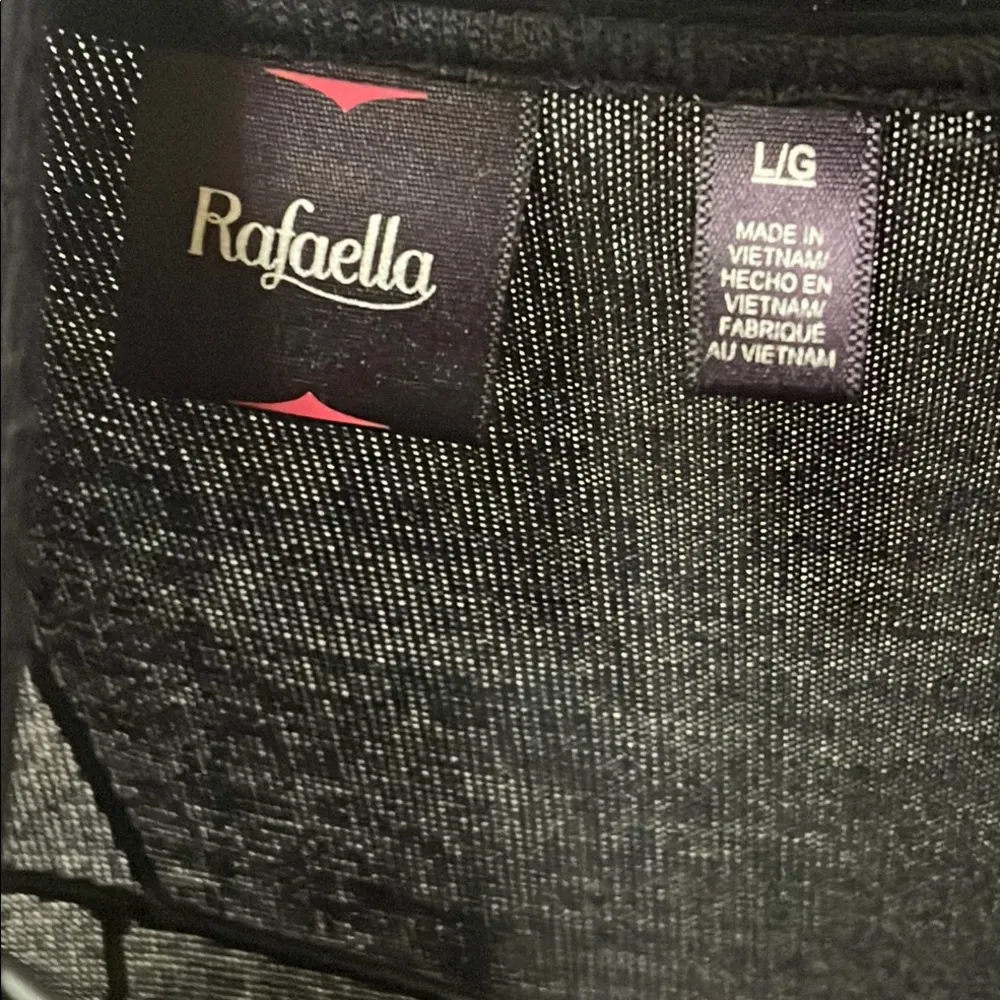 Rafaella
L/G
MADE IN
VIETNAM/
HECHO EN
VIETNAM/
FABRIQUÉ
AU VIETNAM